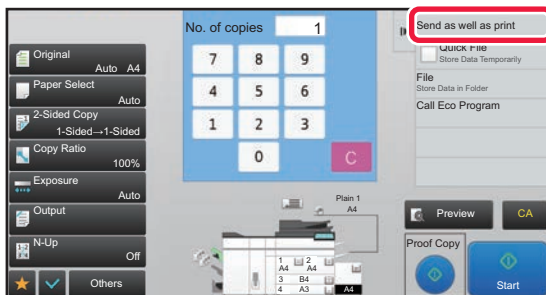 No. of copies 1
Send as well as print
Quick File
Store Data Temporarily
File
Store Data in Folder
Call Eco Program
Original
Auto A4
Paper Select
Auto
2-Sided Copy
1-Sided→1-Sided
Copy Ratio
100%
Exposure
Auto
Output
N-Up
Off
Others
7 8 9
4 5 6
1 2 3
0 C
Plain 1
A4
1 2
A4 A4
3 B4
4 A3 A4
Preview CA
Proof Copy
Start